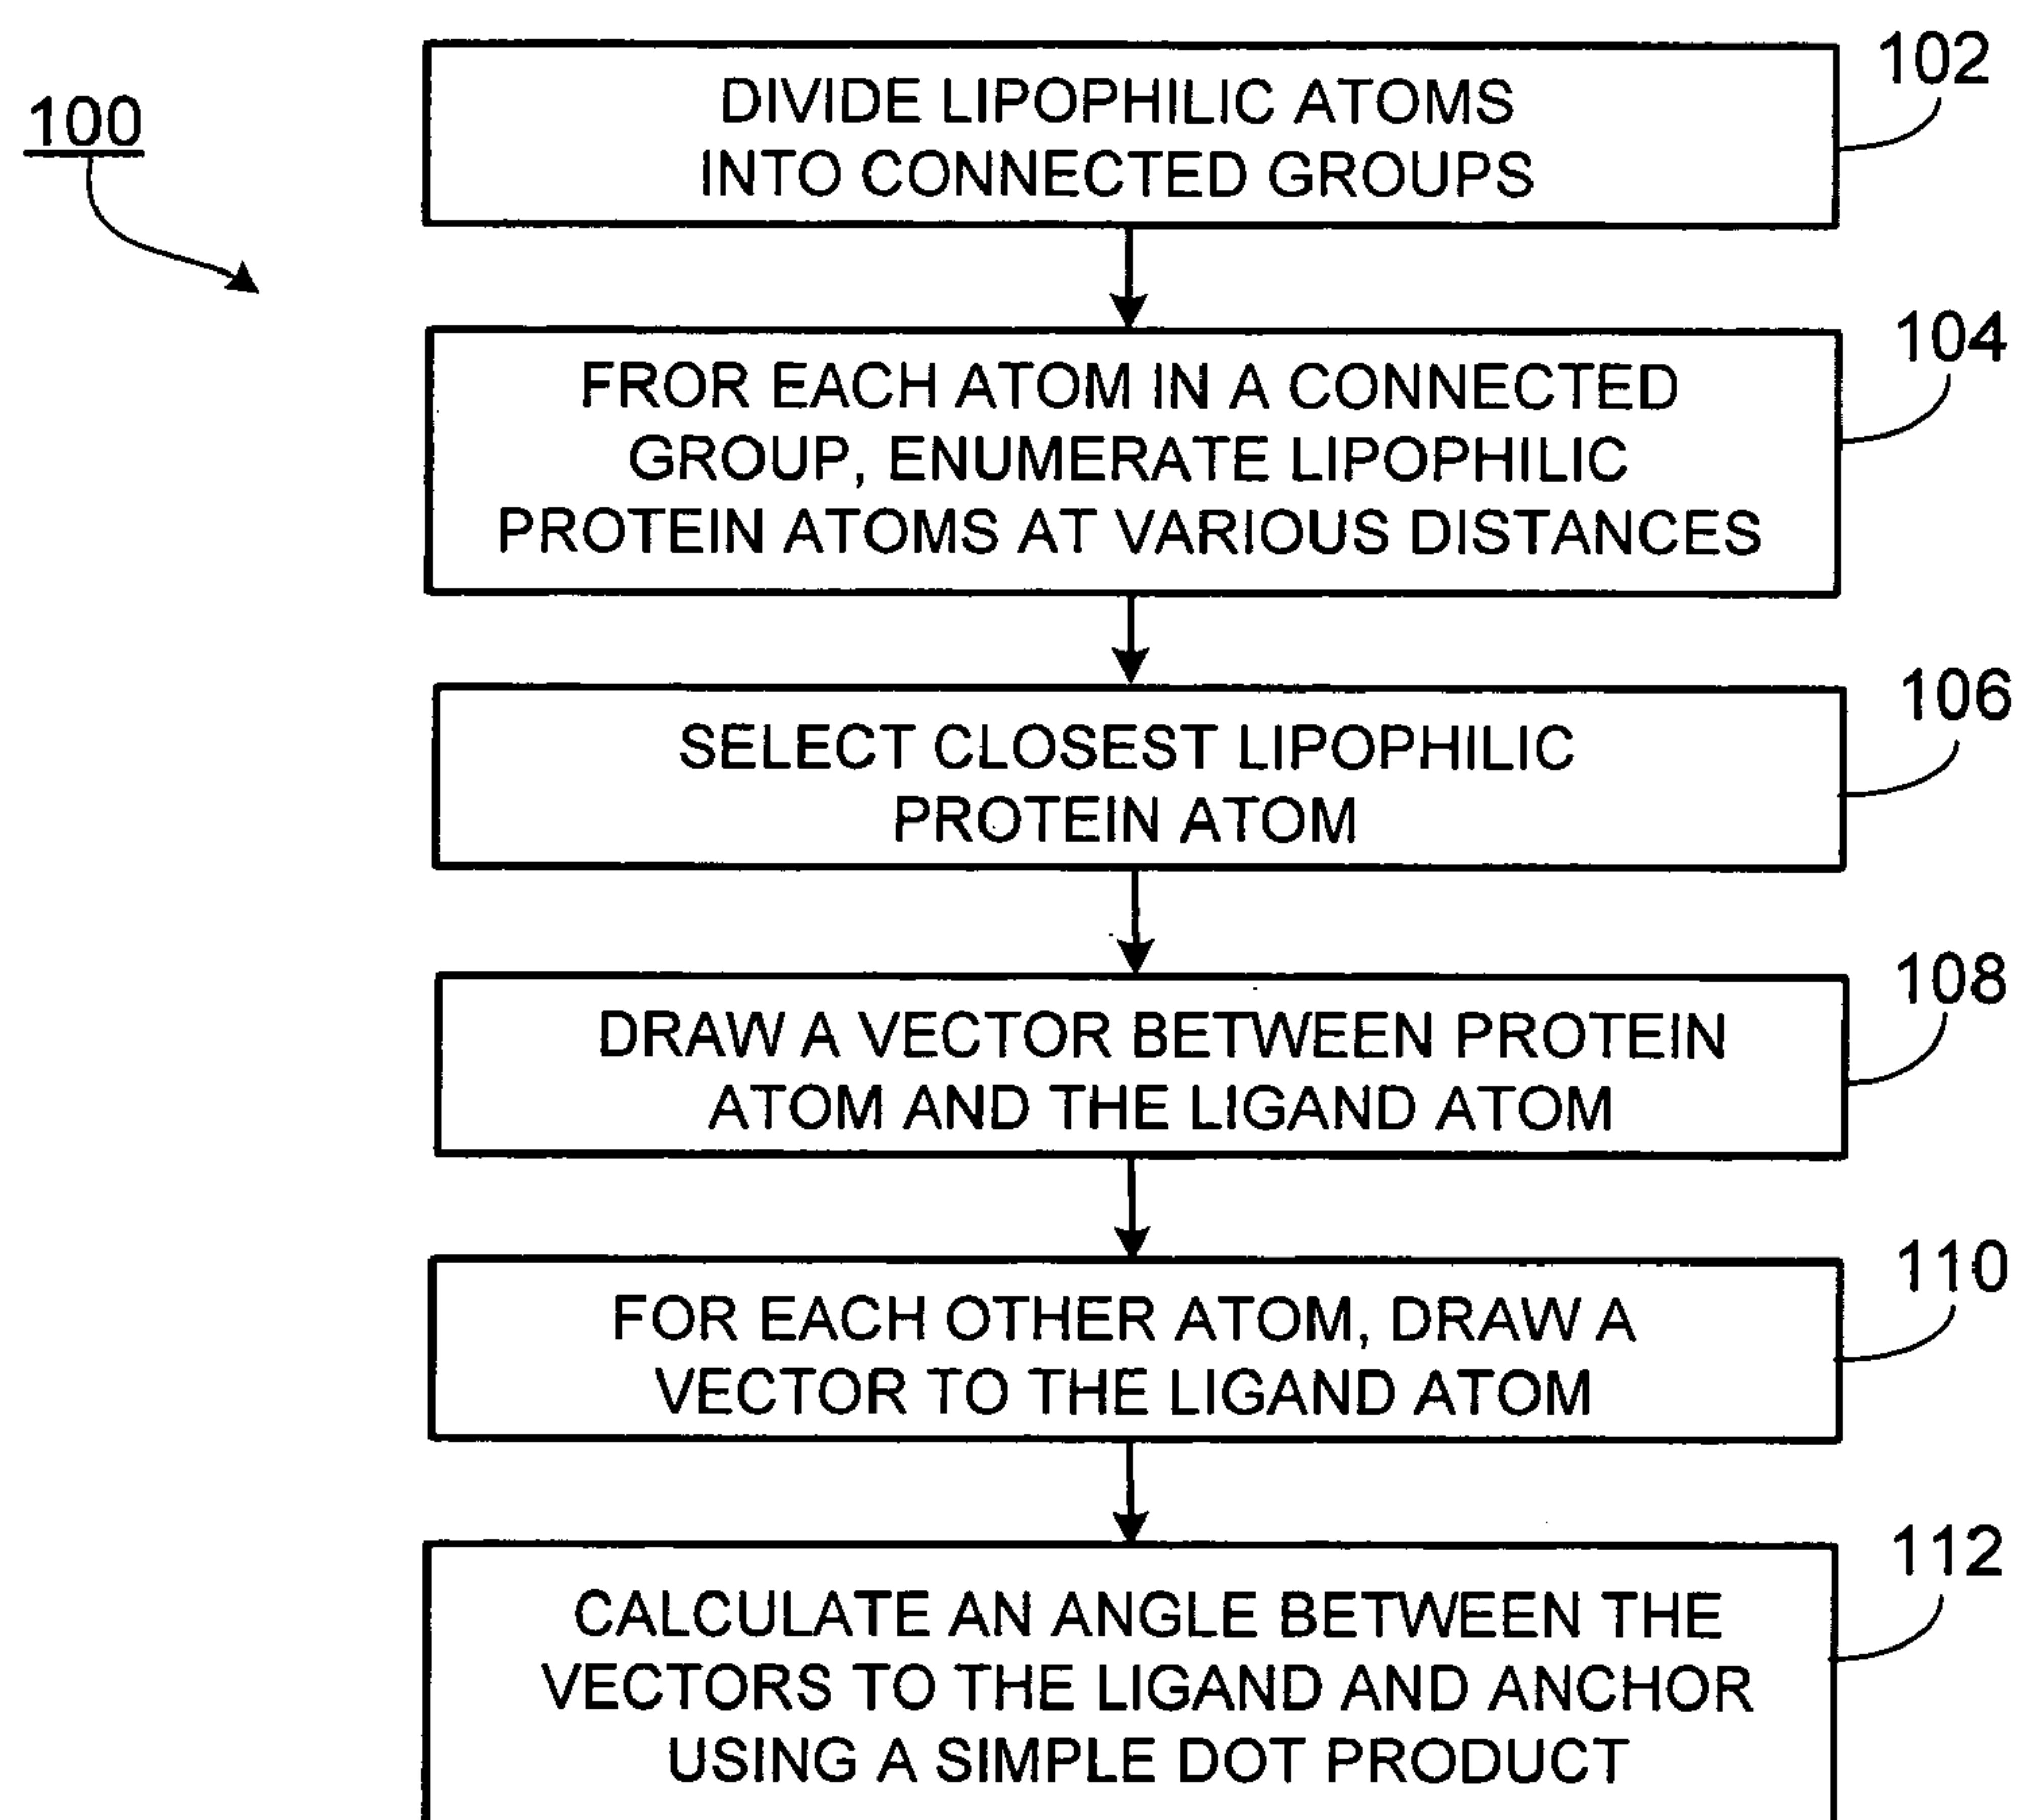 100
102
DIVIDE LIPOPHILIC ATOMS
INTO CONNECTED GROUPS
104
FROR EACH ATOM IN A CONNECTED
GROUP, ENUMERATE LIPOPHILIC
PROTEIN ATOMS AT VARIOUS DISTANCES
106
SELECT CLOSEST LIPOPHILIC
PROTEIN ATOM
108
DRAW A VECTOR BETWEEN PROTEIN
ATOM AND THE LIGAND ATOM
110
FOR EACH OTHER ATOM, DRAW A
VECTOR TO THE LIGAND ATOM
112
CALCULATE AN ANGLE BETWEEN THE
VECTORS TO THE LIGAND AND ANCHOR
USING A SIMPLE DOT PRODUCT